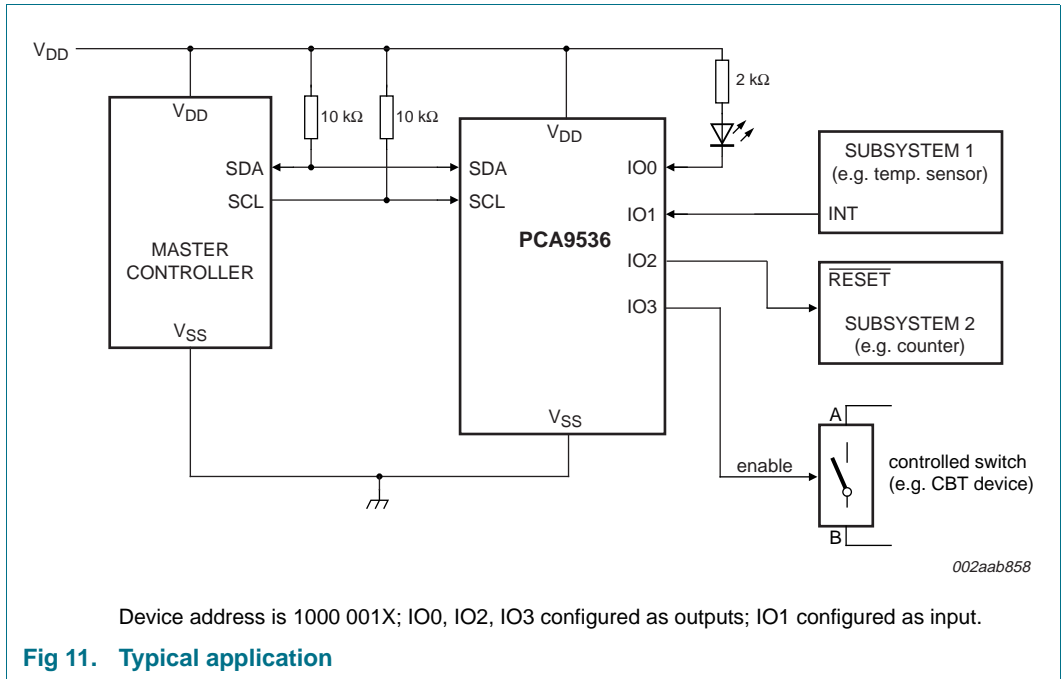 VDD
VDD
10 kΩ
10 kΩ
SDA
SCL
MASTER
CONTROLLER
VSS
VDD
SDA
SCL
PCA9536
IO0
IO1
IO2
IO3
VSS
2 kΩ
SUBSYSTEM 1
(e.g. temp. sensor)
INT
RESET
SUBSYSTEM 2
(e.g. counter)
enable
A
B
controlled switch
(e.g. CBT device)
002aab858
Device address is 1000 001X; IO0, IO2, IO3 configured as outputs; IO1 configured as input.
Fig 11. Typical application